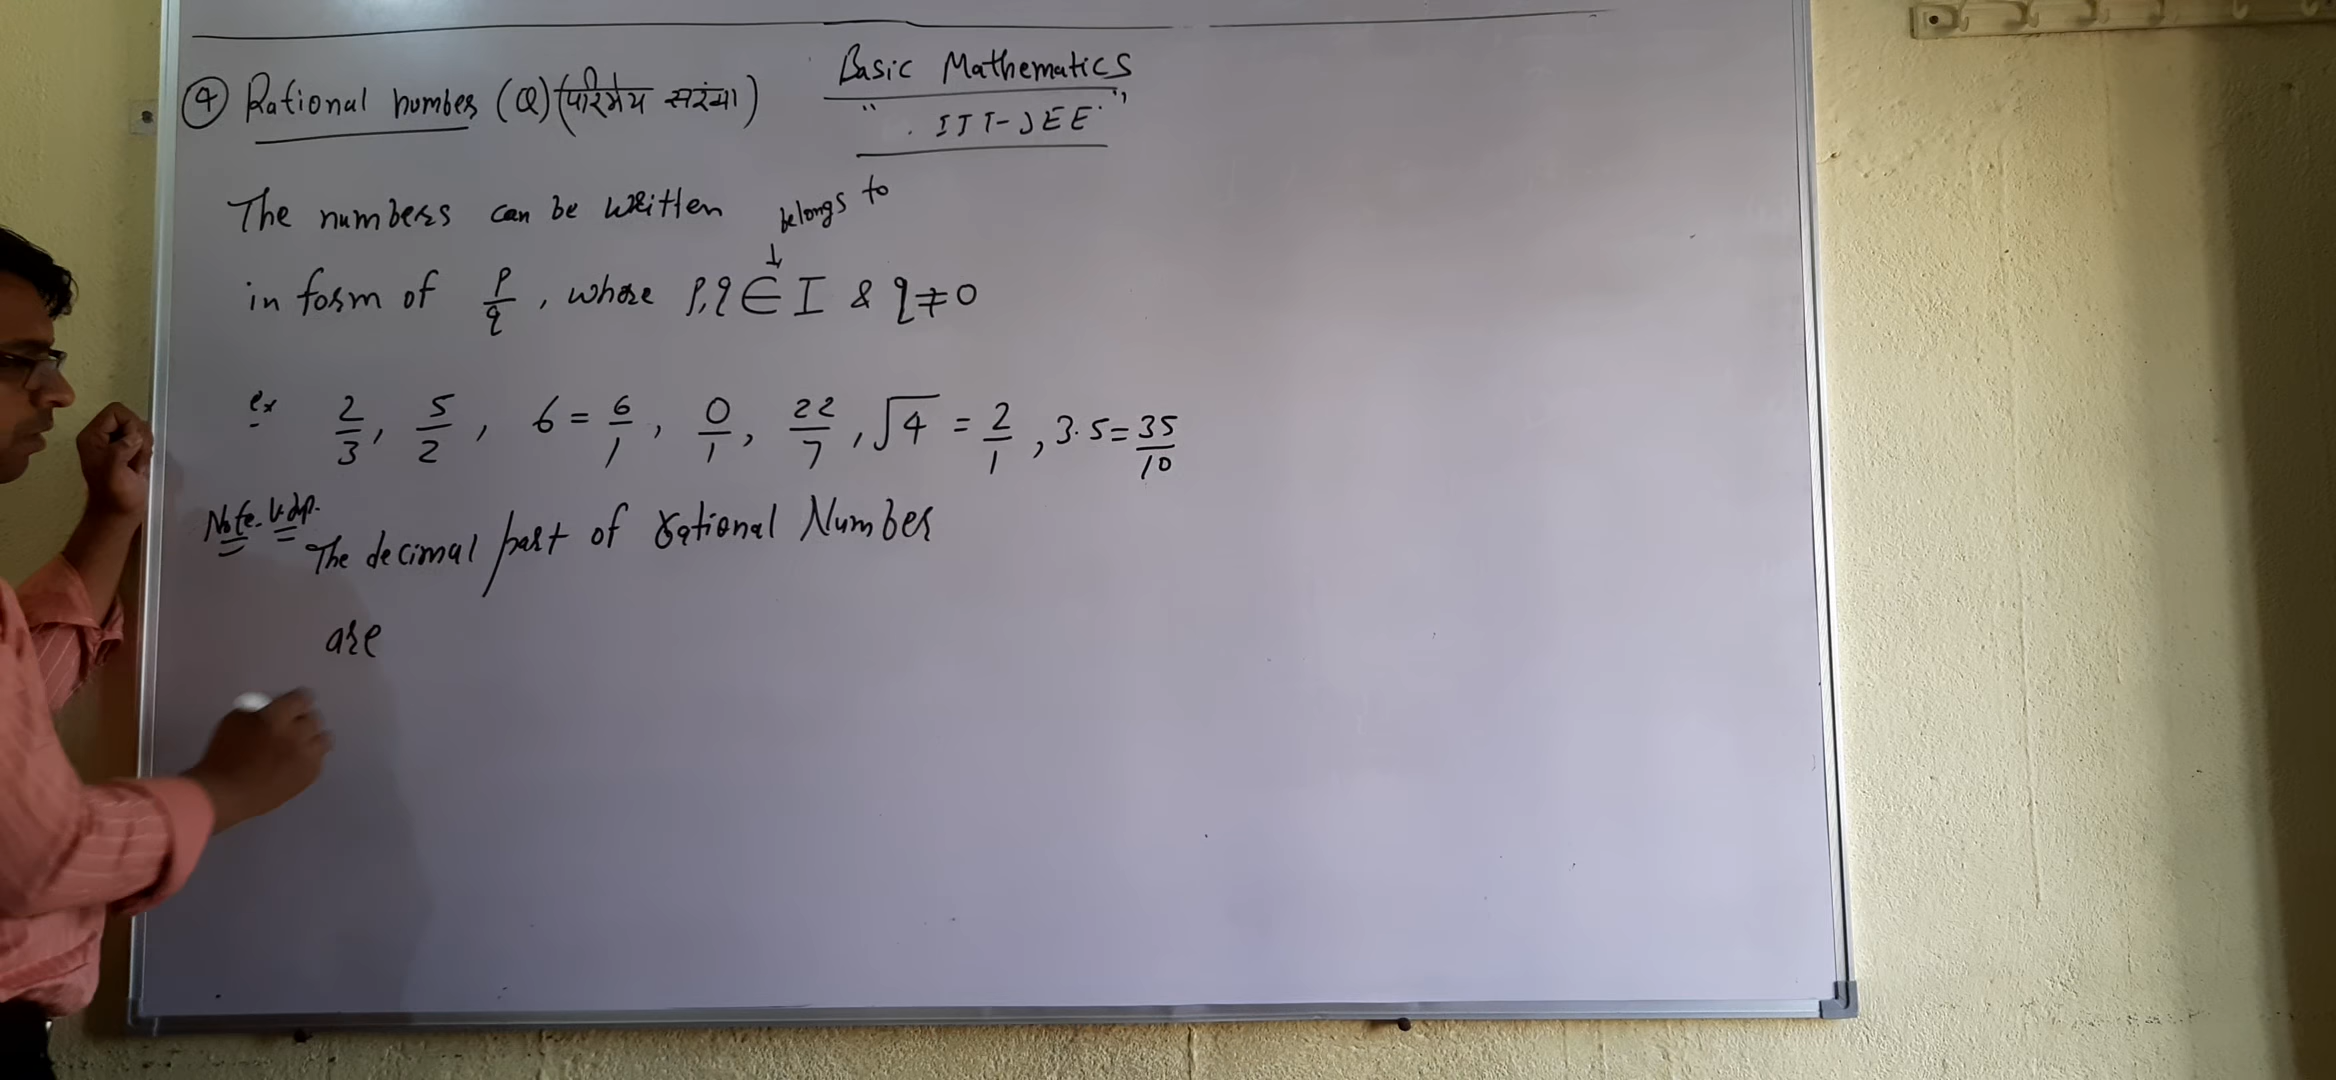 Basic Mathematics
" IIT-JEE "
④ Rational number (Q) (परिमेय संख्या)
The numbers can be written
belongs to
↓
in form of p/q , where p,q ∈ I & q ≠ 0
ex 2/3, 5/2, 6 = 6/1, 0/1, 22/7, √4 = 2/1, 3.5 = 35/10
Note. V.Imp.
The decimal part of rational Number
are